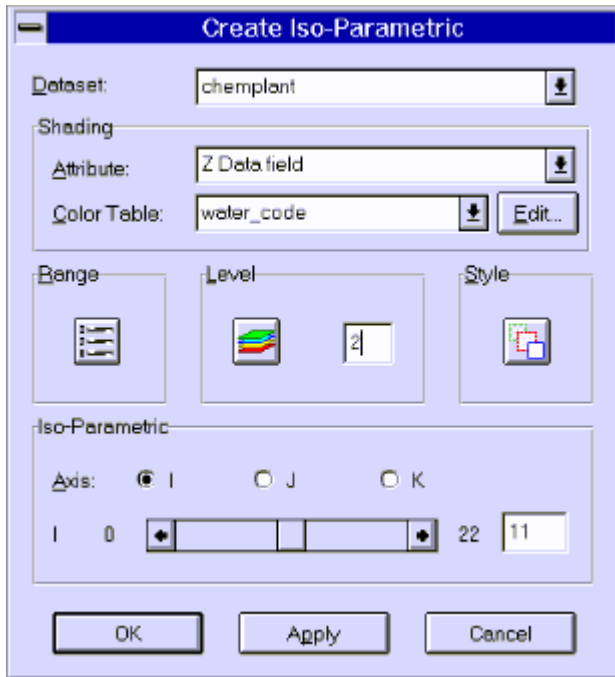 Create Iso-Parametric
Dataset: chemplant
Shading
Attribute: Z Data field
Color Table: water_code Edit...
Range Level Style
2
Iso-Parametric
Axis: I J K
I 0 22 11
OK Apply Cancel